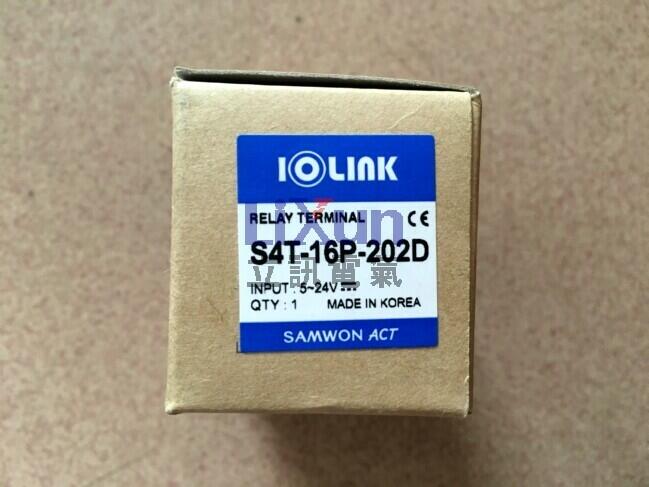 IOLINK
RELAY TERMINAL CE
LiXun
S4T-16P-202D
立訊電氣
INPUT : 5~24V⎓
QTY : 1 MADE IN KOREA
SAMWON ACT